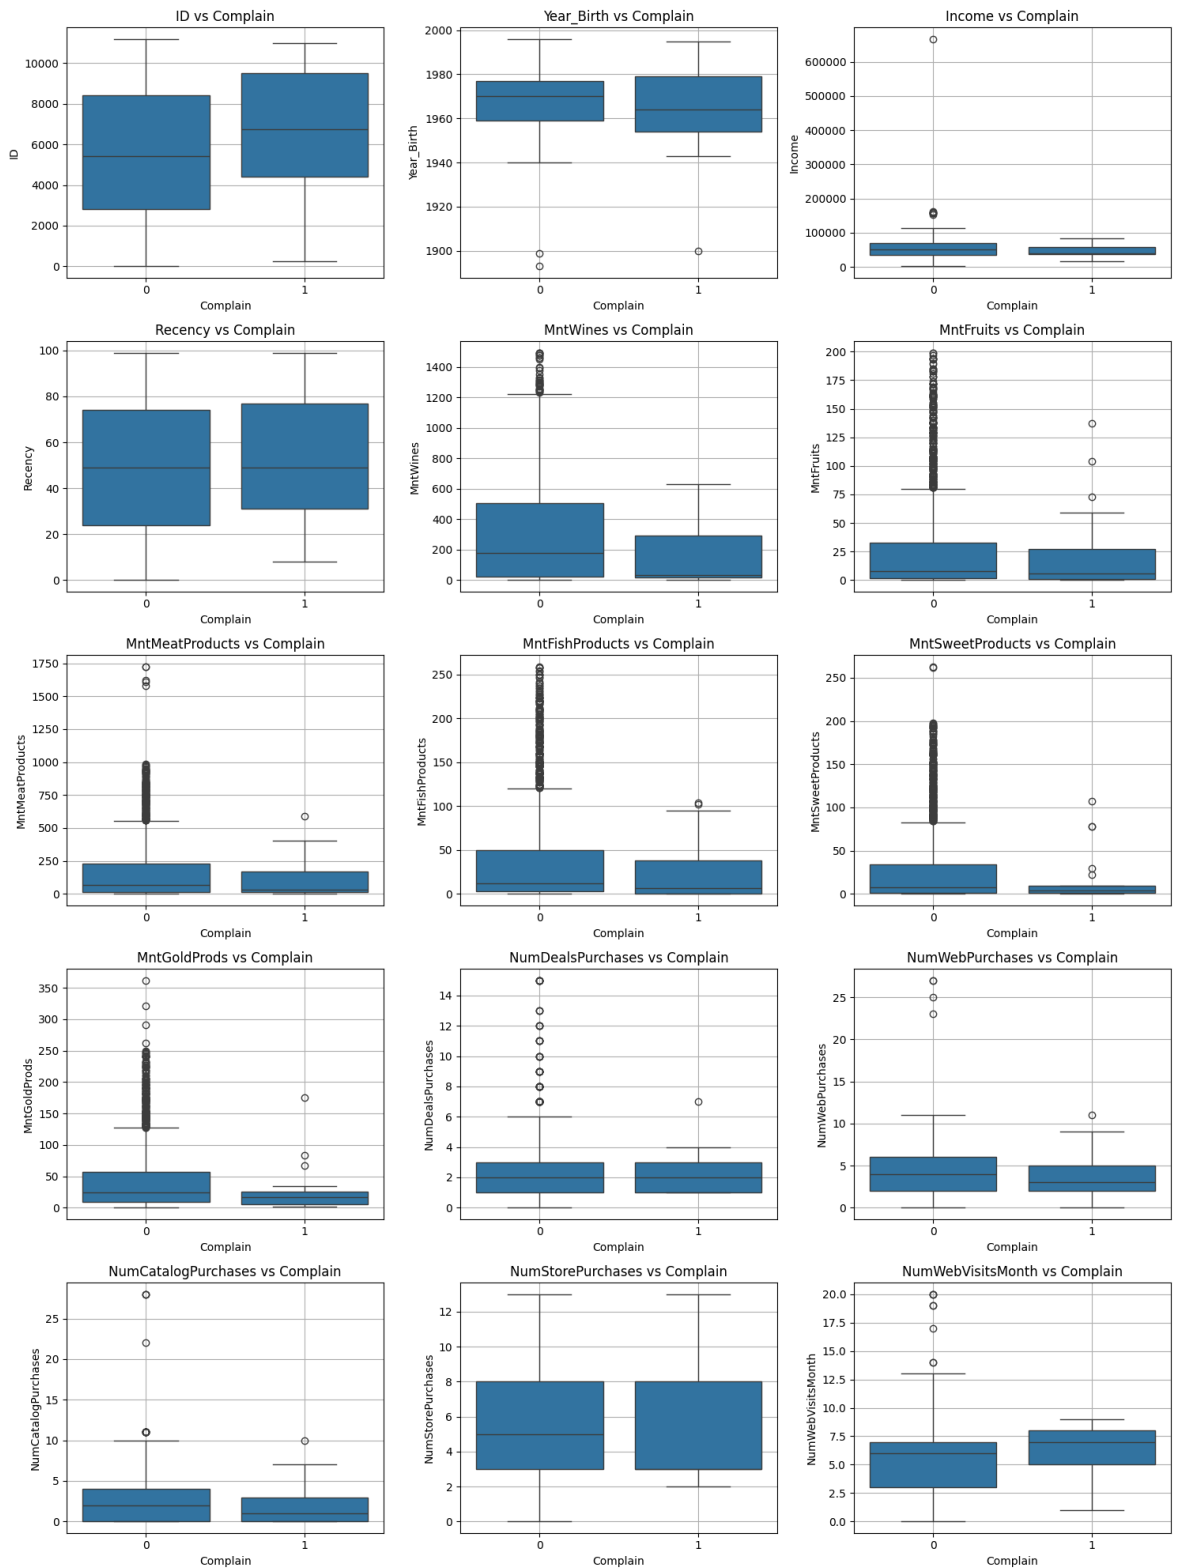 ID vs Complain
10000
8000
6000
4000
2000
0
ID
0 1
Complain
Year_Birth vs Complain
2000
1980
1960
1940
1920
1900
Year_Birth
0 1
Complain
Income vs Complain
600000
500000
400000
300000
200000
100000
0
Income
0 1
Complain
Recency vs Complain
100
80
60
40
20
0
Recency
0 1
Complain
MntWines vs Complain
1400
1200
1000
800
600
400
200
0
MntWines
0 1
Complain
MntFruits vs Complain
200
175
150
125
100
75
50
25
0
MntFruits
0 1
Complain
MntMeatProducts vs Complain
1750
1500
1250
1000
750
500
250
0
MntMeatProducts
0 1
Complain
MntFishProducts vs Complain
250
200
150
100
50
0
MntFishProducts
0 1
Complain
MntSweetProducts vs Complain
250
200
150
100
50
0
MntSweetProducts
0 1
Complain
MntGoldProds vs Complain
350
300
250
200
150
100
50
0
MntGoldProds
0 1
Complain
NumDealsPurchases vs Complain
14
12
10
8
6
4
2
0
NumDealsPurchases
0 1
Complain
NumWebPurchases vs Complain
25
20
15
10
5
0
NumWebPurchases
0 1
Complain
NumCatalogPurchases vs Complain
25
20
15
10
5
0
NumCatalogPurchases
0 1
Complain
NumStorePurchases vs Complain
12
10
8
6
4
2
0
NumStorePurchases
0 1
Complain
NumWebVisitsMonth vs Complain
20.0
17.5
15.0
12.5
10.0
7.5
5.0
2.5
0.0
NumWebVisitsMonth
0 1
Complain